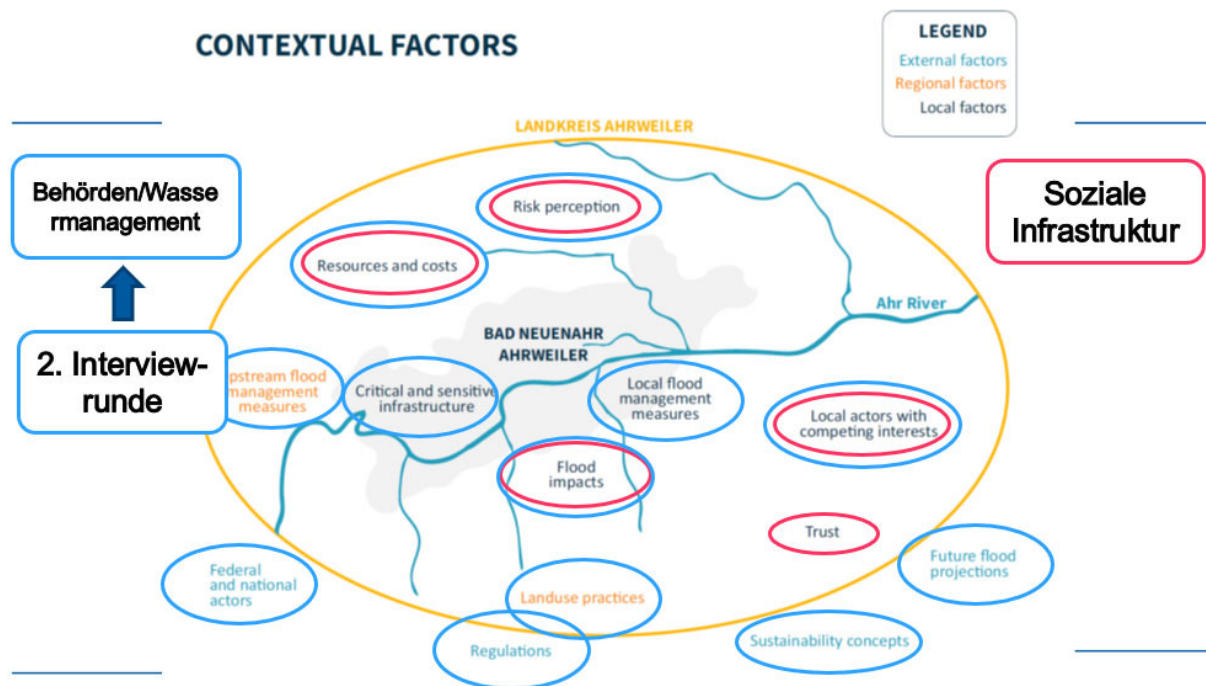 CONTEXTUAL FACTORS
LEGEND
External factors
Regional factors
Local factors
LANDKREIS AHRWEILER
Behörden/Wasse
rmanagement
Soziale
Infrastruktur
Risk perception
Resources and costs
Ahr River
BAD NEUENAHR
AHRWEILER
2. Interview-
runde
pstream flood
management
measures
Critical and sensitive
infrastructure
Local flood
management
measures
Local actors with
competing interests
Flood
impacts
Trust
Federal
and national
actors
Future flood
projections
Landuse practices
Regulations
Sustainability concepts